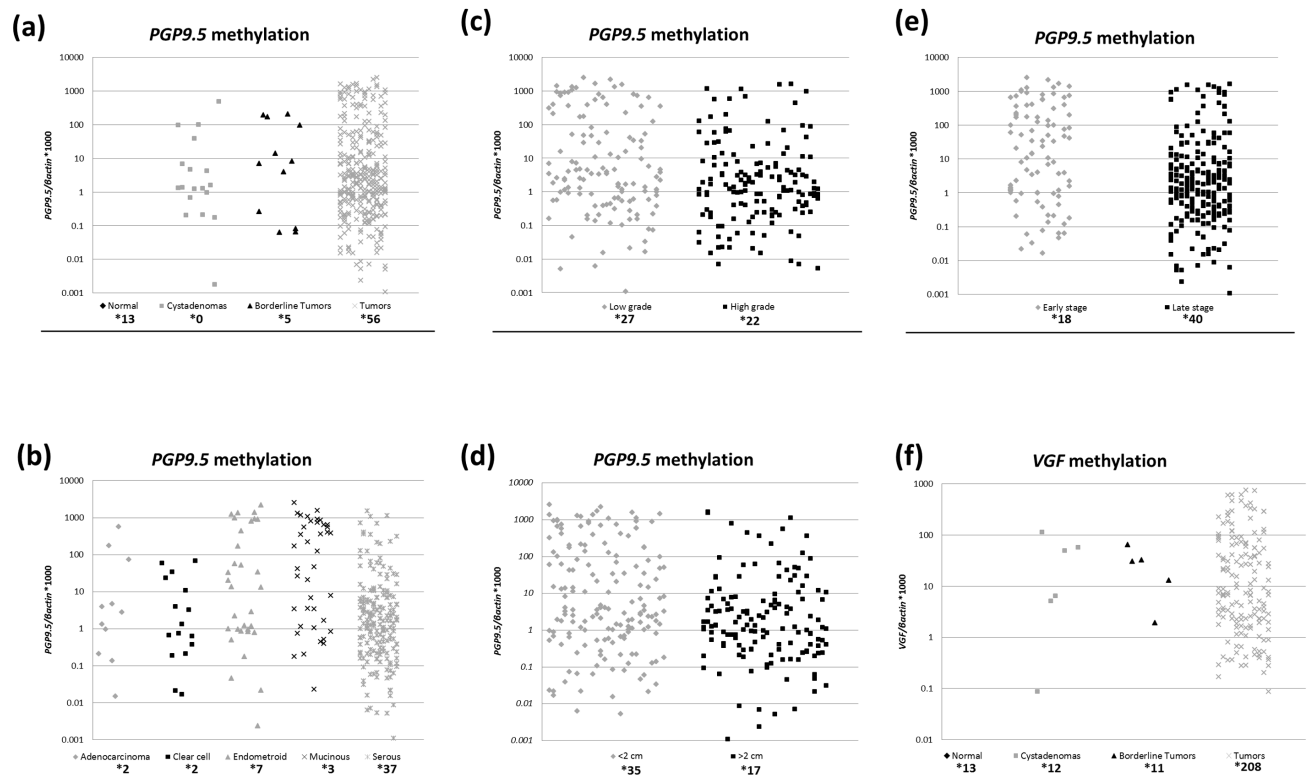 (a)
PGP9.5 methylation
10000
1000
100
10
1
0.1
0.01
0.001
PGP9.5/Bactin*1000
Normal Cystadenomas Borderline Tumors Tumors
*13 *0 *5 *56
(c)
PGP9.5 methylation
10000
1000
100
10
1
0.1
0.01
0.001
PGP9.5/Bactin*1000
Low grade High grade
*27 *22
(e)
PGP9.5 methylation
10000
1000
100
10
1
0.1
0.01
0.001
PGP9.5/Bactin*1000
Early stage Late stage
*18 *40
(b)
PGP9.5 methylation
10000
1000
100
10
1
0.1
0.01
0.001
PGP9.5/Bactin*1000
Adenocarcinoma Clear cell Endometroid Mucinous Serous
*2 *2 *7 *3 *37
(d)
PGP9.5 methylation
10000
1000
100
10
1
0.1
0.01
0.001
PGP9.5/Bactin*1000
<2 cm >2 cm
*35 *17
(f)
VGF methylation
1000
100
10
1
0.1
0.01
VGF/Bactin*1000
Normal Cystadenomas Borderline Tumors Tumors
*13 *12 *11 *208